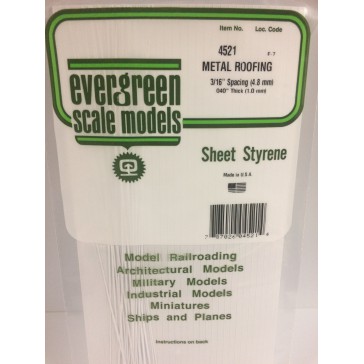 Item No. Loc. Code
4521 F-7
METAL ROOFING
3/16" Spacing (4.8 mm)
.040" Thick (1.0 mm)
evergreen
scale models
Sheet Styrene
Made in U.S.A.
Model Railroading
Architectural Models
Military Models
Industrial Models
Miniatures
Ships and Planes
Instructions on back